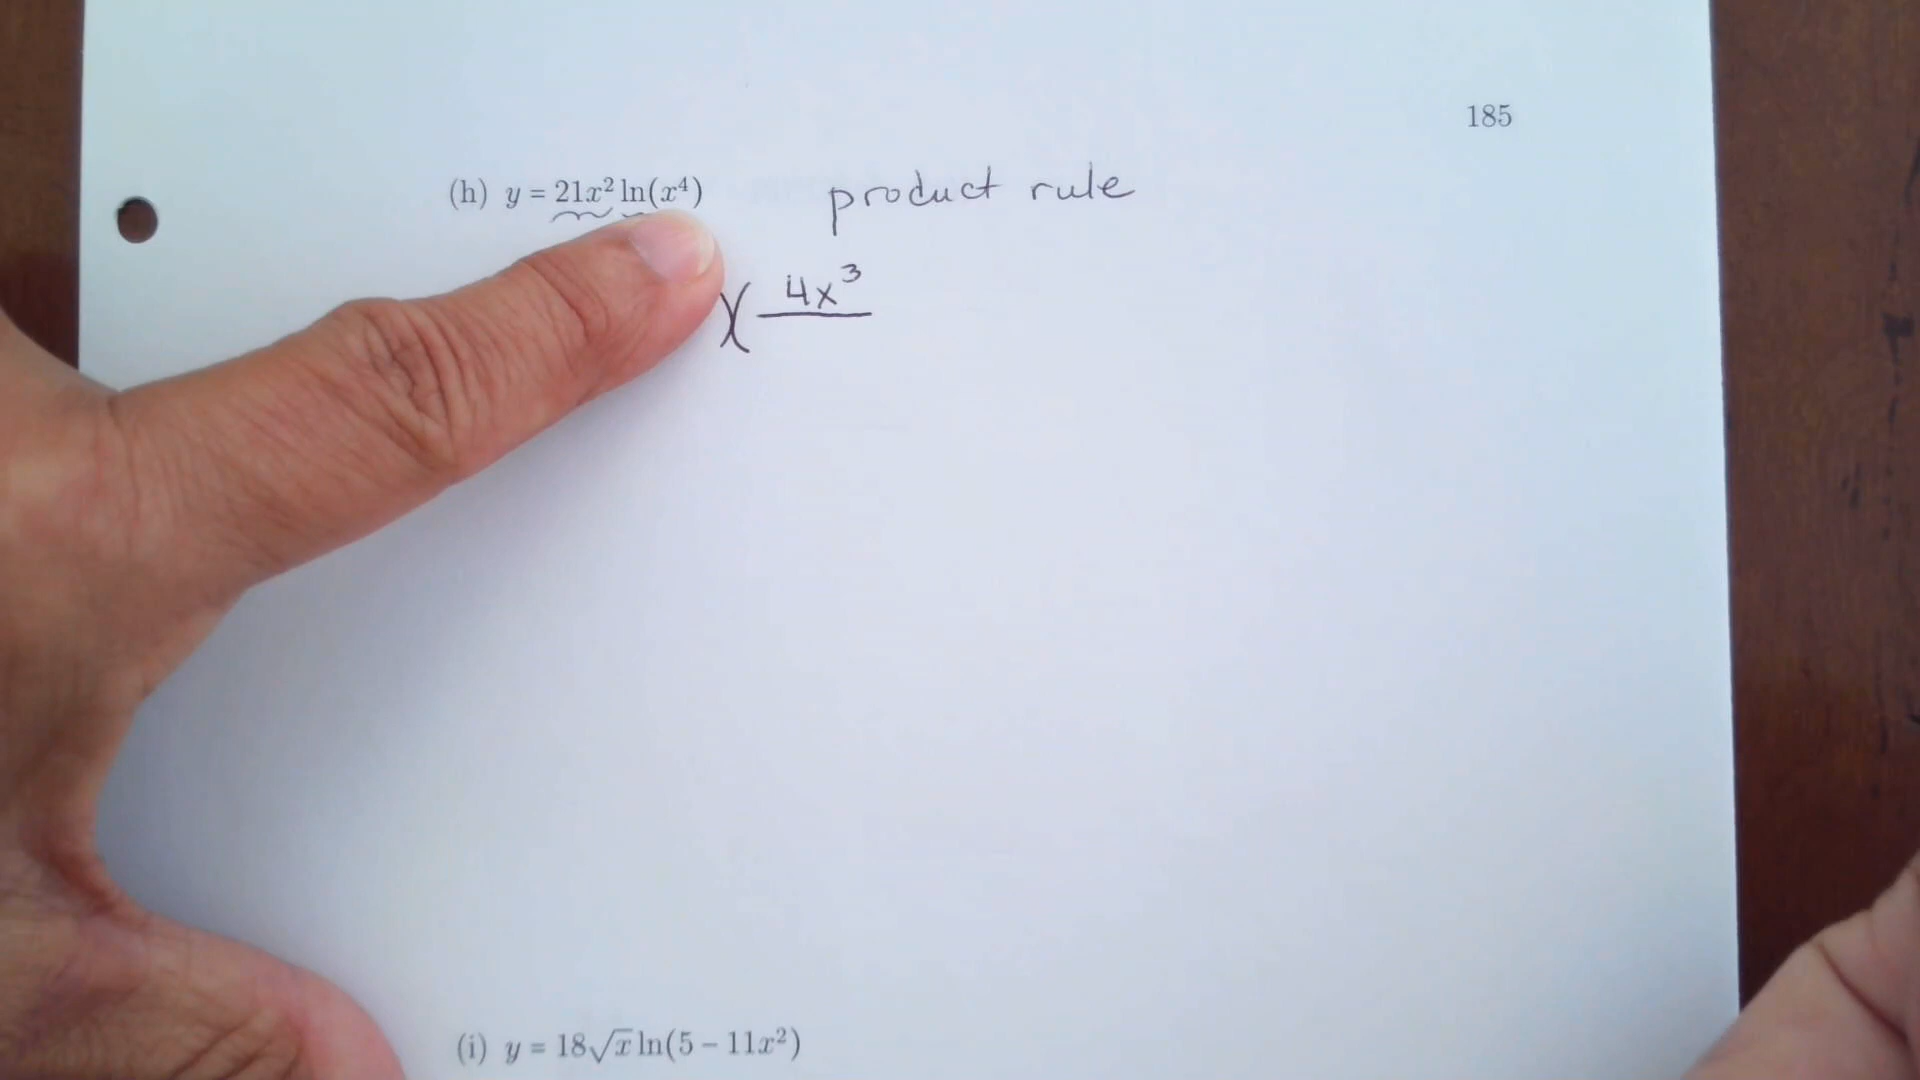 185
(h) y = 21x² ln(x⁴) product rule
)( 4x³
(i) y = 18√x ln(5 − 11x²)